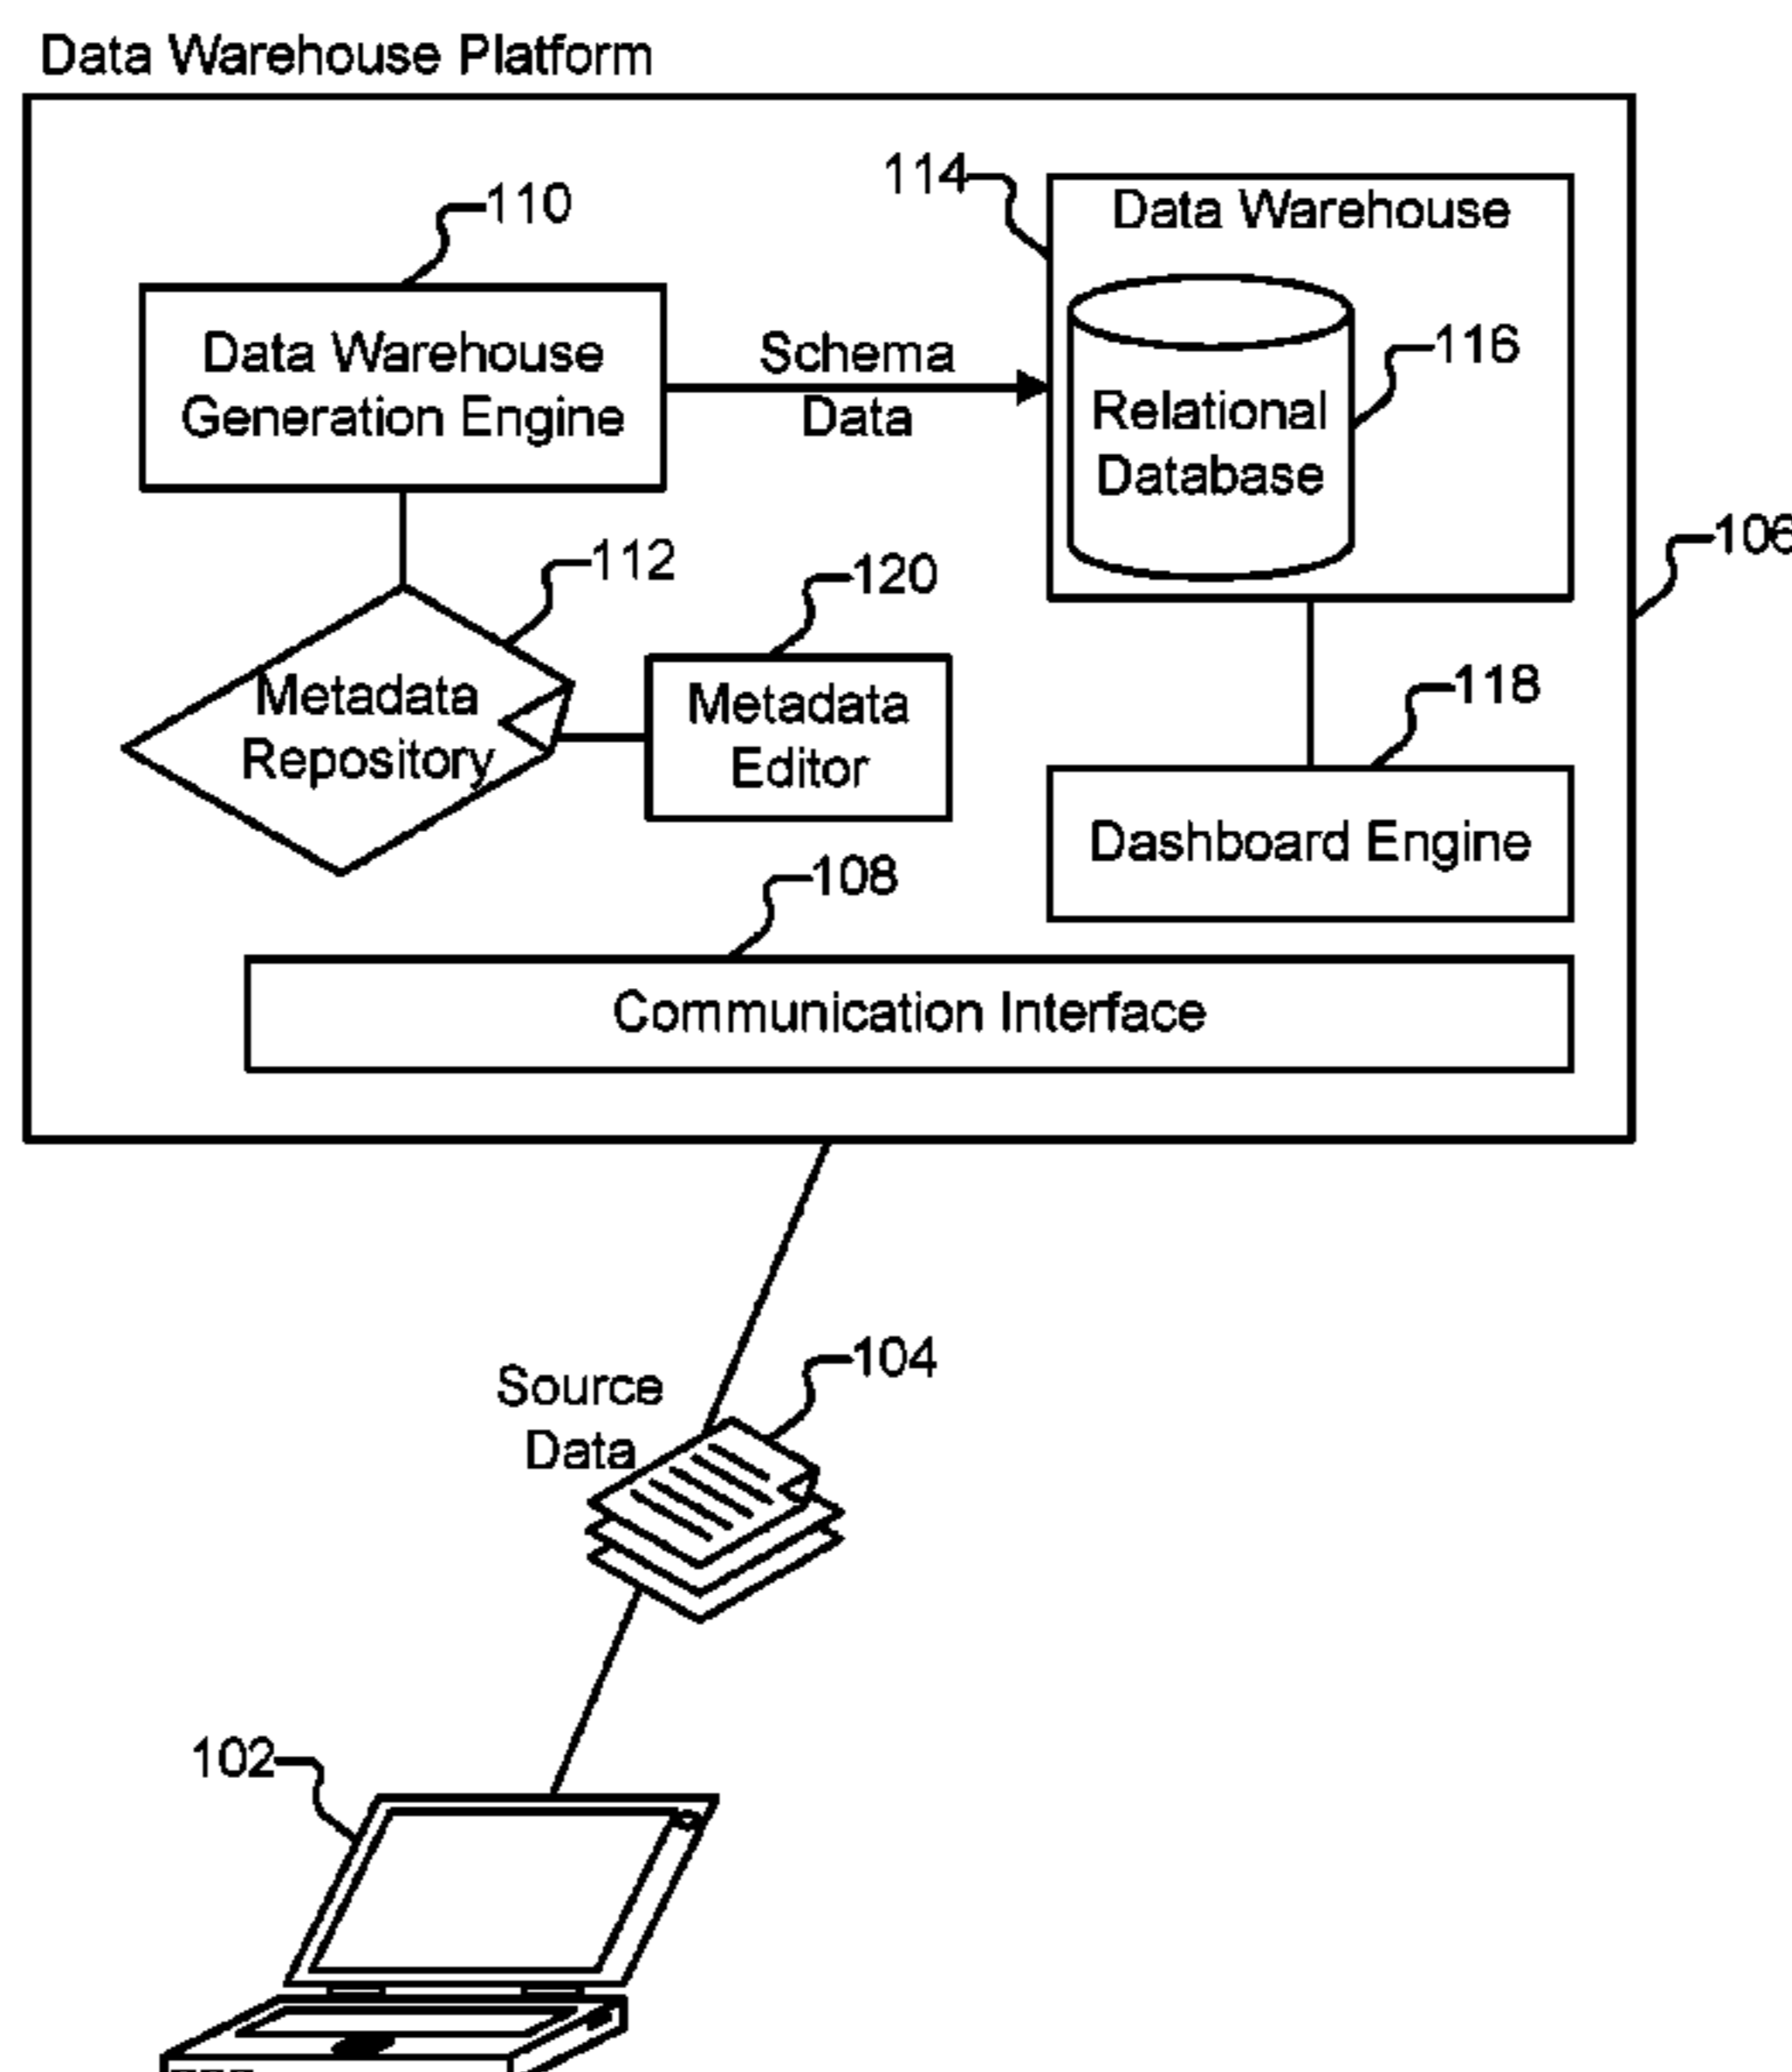 Data Warehouse Platform
110
114
Data Warehouse
Data Warehouse
Generation Engine
Schema
Data
116
Relational
Database
106
112
120
Metadata
Repository
Metadata
Editor
118
Dashboard Engine
108
Communication Interface
104
Source
Data
102